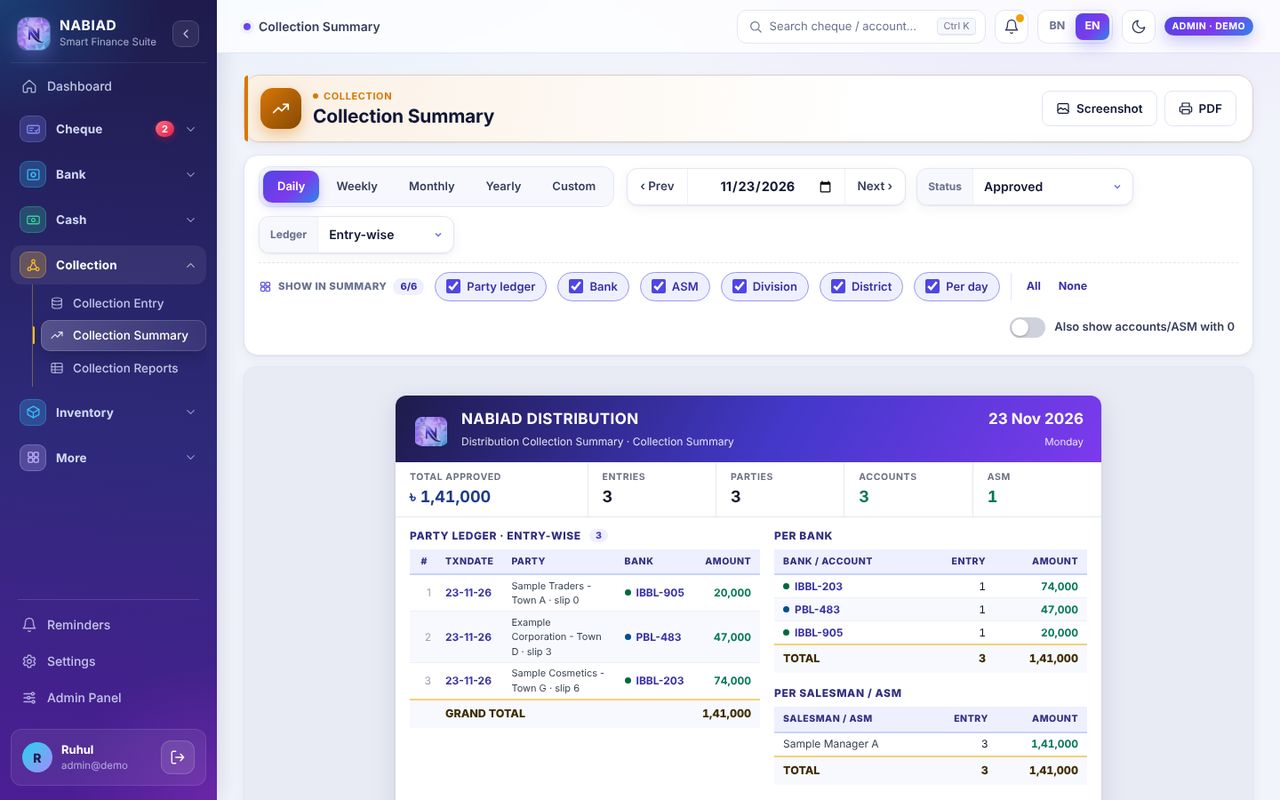 NABIAD
Smart Finance Suite
Dashboard
Cheque 2
Bank
Cash
Collection
Collection Entry
Collection Summary
Collection Reports
Inventory
More
Reminders
Settings
Admin Panel
R
Ruhul
admin@demo
Collection Summary
Search cheque / account... Ctrl K
BN EN
ADMIN · DEMO
COLLECTION
Collection Summary
Screenshot PDF
Daily Weekly Monthly Yearly Custom
‹ Prev 11/23/2026 Next ›
Status Approved
Ledger Entry-wise
SHOW IN SUMMARY 6/6 Party ledger Bank ASM Division District Per day All None
Also show accounts/ASM with 0
NABIAD DISTRIBUTION
Distribution Collection Summary · Collection Summary
23 Nov 2026
Monday
TOTAL APPROVED ENTRIES PARTIES ACCOUNTS ASM
৳ 1,41,000 3 3 3 1
PARTY LEDGER · ENTRY-WISE 3
# TXNDATE PARTY BANK AMOUNT
1 23-11-26 Sample Traders -
Town A · slip 0 IBBL-905 20,000
2 23-11-26 Example
Corporation - Town
D · slip 3 PBL-483 47,000
3 23-11-26 Sample Cosmetics -
Town G · slip 6 IBBL-203 74,000
GRAND TOTAL 1,41,000
PER BANK
BANK / ACCOUNT ENTRY AMOUNT
IBBL-203 1 74,000
PBL-483 1 47,000
IBBL-905 1 20,000
TOTAL 3 1,41,000
PER SALESMAN / ASM
SALESMAN / ASM ENTRY AMOUNT
Sample Manager A 3 1,41,000
TOTAL 3 1,41,000